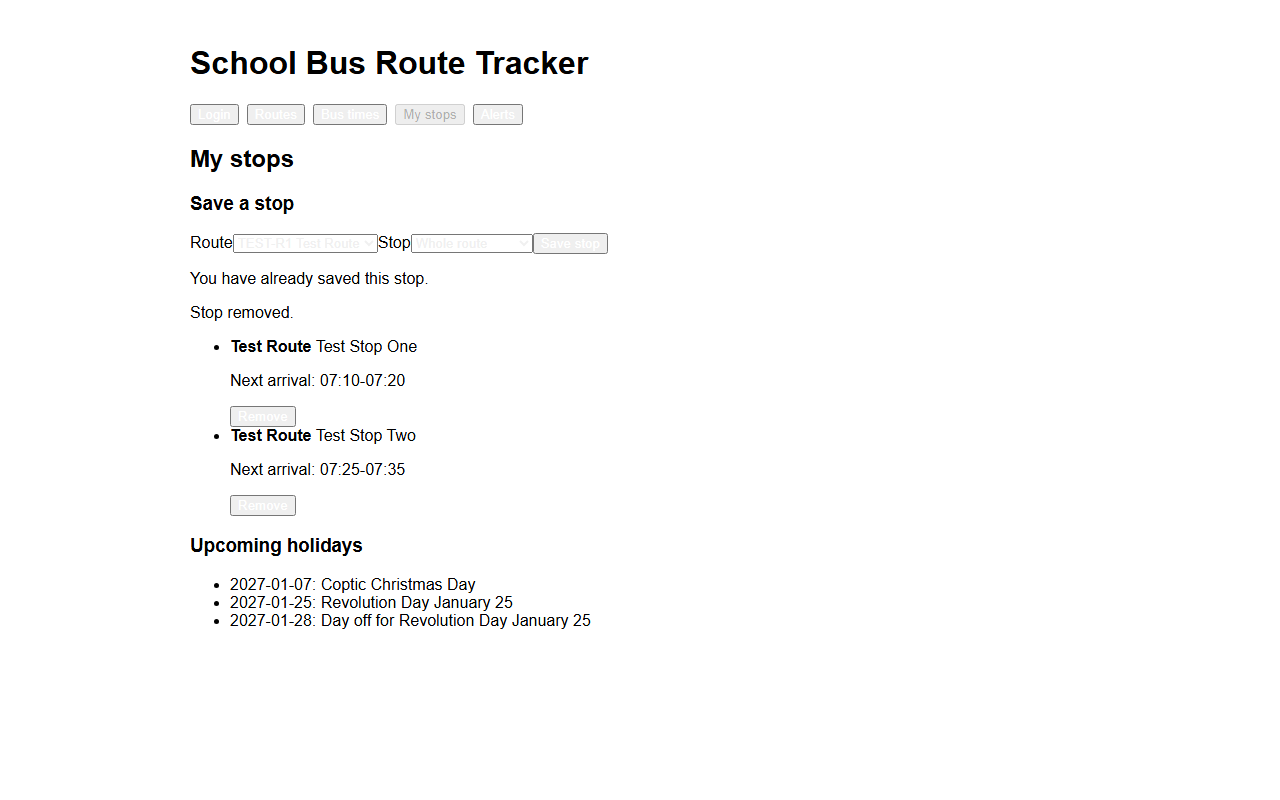 School Bus Route Tracker
Login Routes Bus times My stops Alerts
My stops
Save a stop
Route TEST-R1 Test Route Stop Whole route Save stop
You have already saved this stop.
Stop removed.
Test Route Test Stop One
Next arrival: 07:10-07:20
Remove
Test Route Test Stop Two
Next arrival: 07:25-07:35
Remove
Upcoming holidays
2027-01-07: Coptic Christmas Day
2027-01-25: Revolution Day January 25
2027-01-28: Day off for Revolution Day January 25